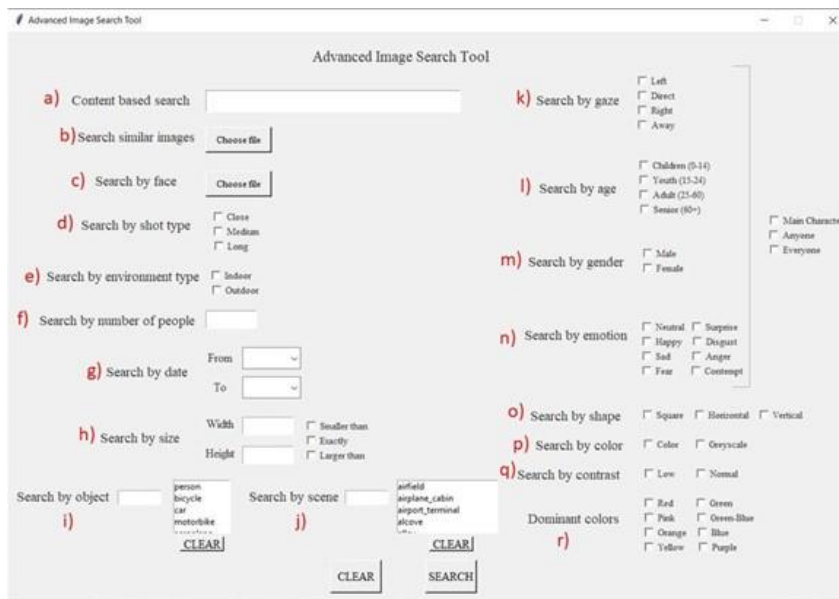 Advanced Image Search Tool
Advanced Image Search Tool
a) Content based search
b) Search similar images Choose file
c) Search by face Choose file
d) Search by shot type
Close
Medium
Long
e) Search by environment type
Indoor
Outdoor
f) Search by number of people
g) Search by date
From
To
h) Search by size
Width
Height
Smaller than
Exactly
Larger than
Search by object
i)
person
bicycle
car
motorbike
CLEAR
Search by scene
j)
airfield
airplane_cabin
airport_terminal
alcove
CLEAR
CLEAR SEARCH
k) Search by gaze
Left
Direct
Right
Away
l) Search by age
Children (0-14)
Youth (15-24)
Adult (25-60)
Senior (60+)
m) Search by gender
Male
Female
n) Search by emotion
Neutral Surprise
Happy Disgust
Sad Anger
Fear Contempt
Main Characte
Anyone
Everyone
o) Search by shape
Square Horizontal Vertical
p) Search by color
Color Greyscale
q) Search by contrast
Low Normal
Dominant colors
r)
Red Green
Pink Green-Blue
Orange Blue
Yellow Purple